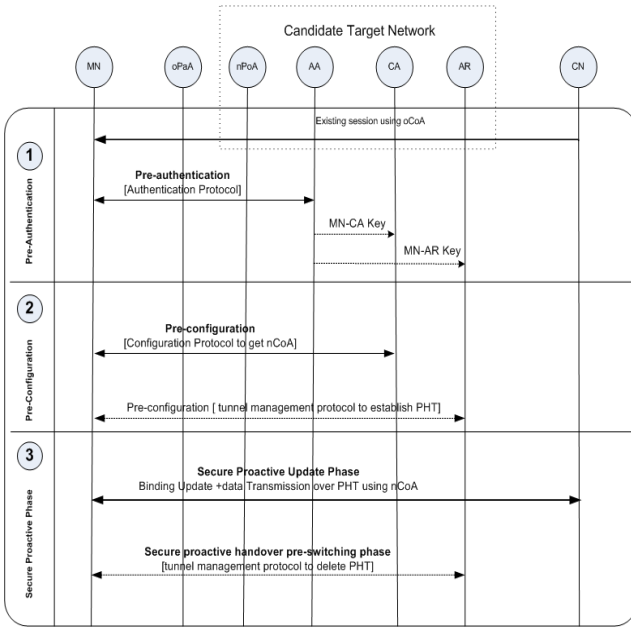 Candidate Target Network
MN
oPaA
nPoA
AA
CA
AR
CN
Existing session using oCoA
1
Pre-Authentication
Pre-authentication
[Authentication Protocol]
MN-CA Key
MN-AR Key
2
Pre-Configuration
Pre-configuration
[Configuration Protocol to get nCoA]
Pre-configuration [ tunnel management protocol to establish PHT]
3
Secure Proactive Phase
Secure Proactive Update Phase
Binding Update +data Transmission over PHT using nCoA
Secure proactive handover pre-switching phase
[tunnel management protocol to delete PHT]